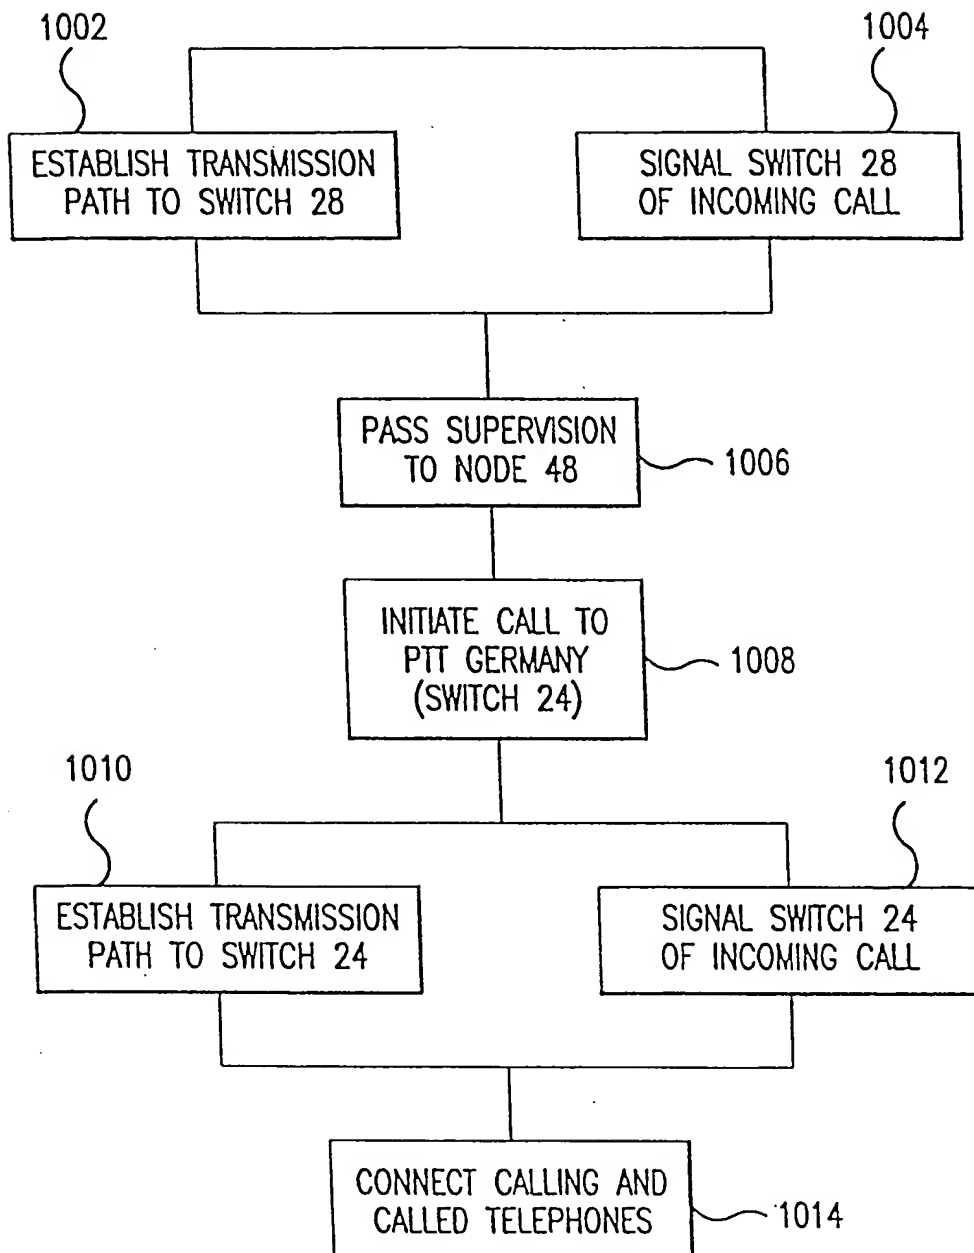 1002
1004
ESTABLISH TRANSMISSION
PATH TO SWITCH 28
SIGNAL SWITCH 28
OF INCOMING CALL
PASS SUPERVISION
TO NODE 48
1006
INITIATE CALL TO
PTT GERMANY
(SWITCH 24)
1008
1010
1012
ESTABLISH TRANSMISSION
PATH TO SWITCH 24
SIGNAL SWITCH 24
OF INCOMING CALL
CONNECT CALLING AND
CALLED TELEPHONES
1014